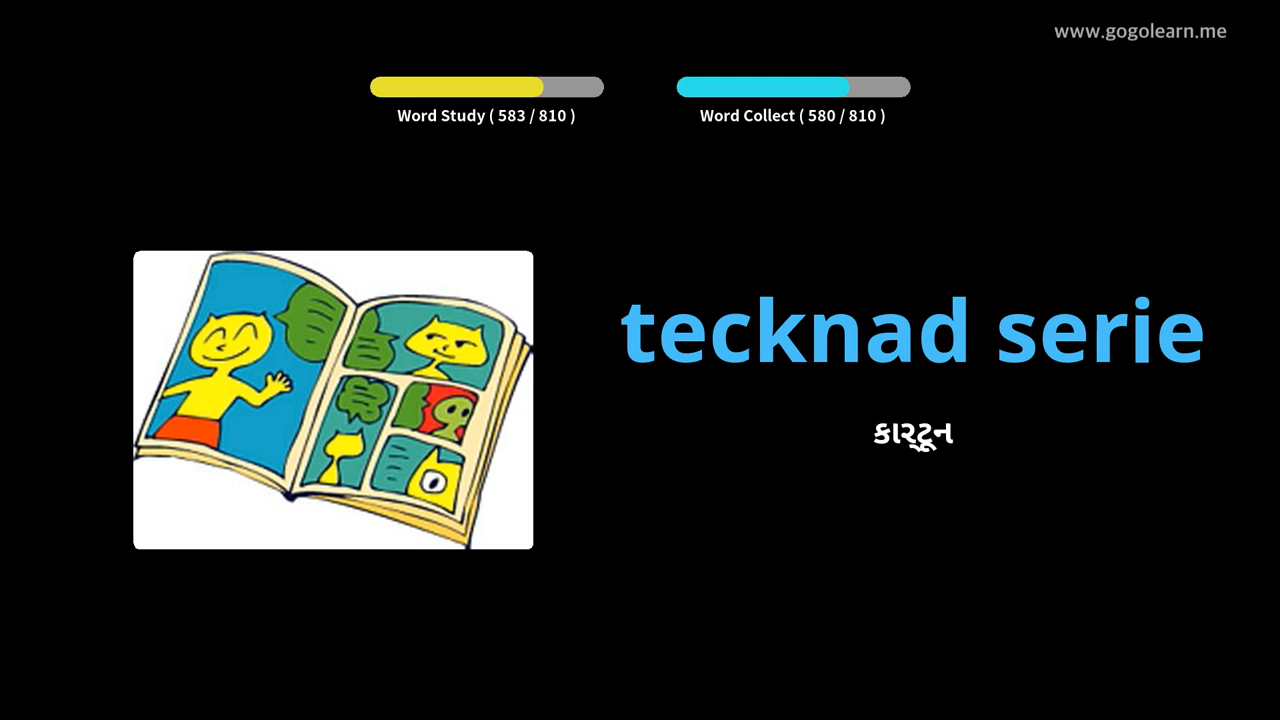 www.gogolearn.me
Word Study ( 583 / 810 )
Word Collect ( 580 / 810 )
tecknad serie
કાર્ટૂન